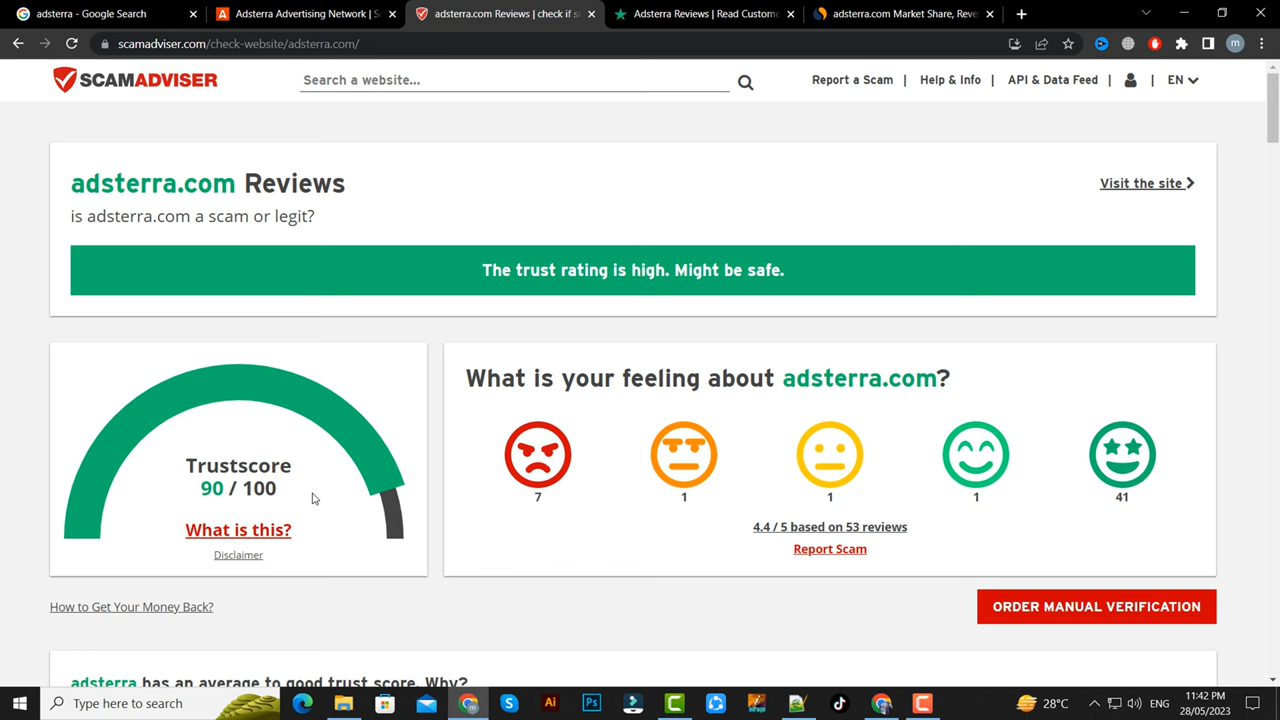 adsterra - Google Search
Adsterra Advertising Network | S
adsterra.com Reviews | check if s
Adsterra Reviews | Read Custome
adsterra.com Market Share, Reve
scamadviser.com/check-website/adsterra.com/
m
SCAMADVISER
Search a website...
Report a Scam | Help & Info | API & Data Feed | | EN
adsterra.com Reviews
Visit the site
is adsterra.com a scam or legit?
The trust rating is high. Might be safe.
What is your feeling about adsterra.com?
Trustscore
90 / 100
What is this?
Disclaimer
7 1 1 1 41
4.4 / 5 based on 53 reviews
Report Scam
How to Get Your Money Back?
ORDER MANUAL VERIFICATION
adsterra has an average to good trust score. Why?
Type here to search
Ai
Ps
28°C
ENG
11:42 PM
28/05/2023